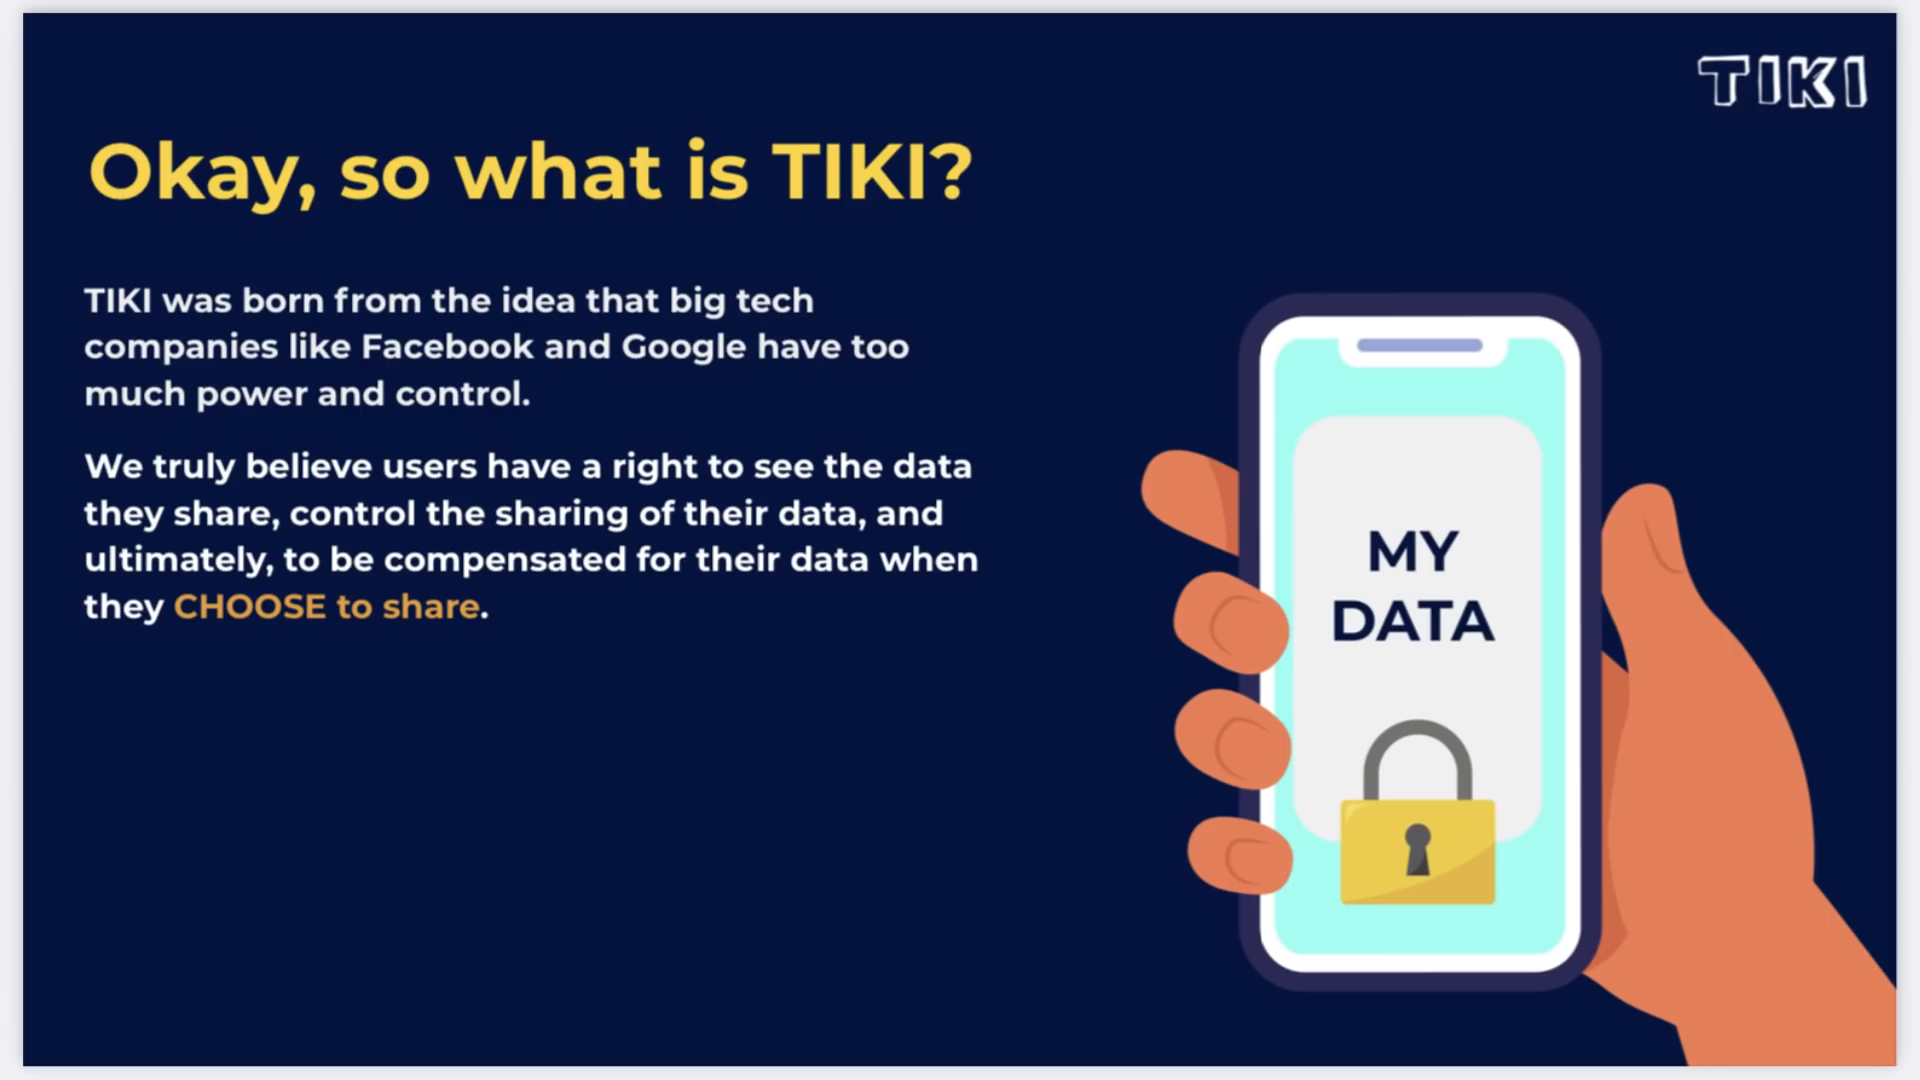 TIKI
Okay, so what is TIKI?
TIKI was born from the idea that big tech
companies like Facebook and Google have too
much power and control.
We truly believe users have a right to see the data
they share, control the sharing of their data, and
ultimately, to be compensated for their data when
they CHOOSE to share.
MY
DATA